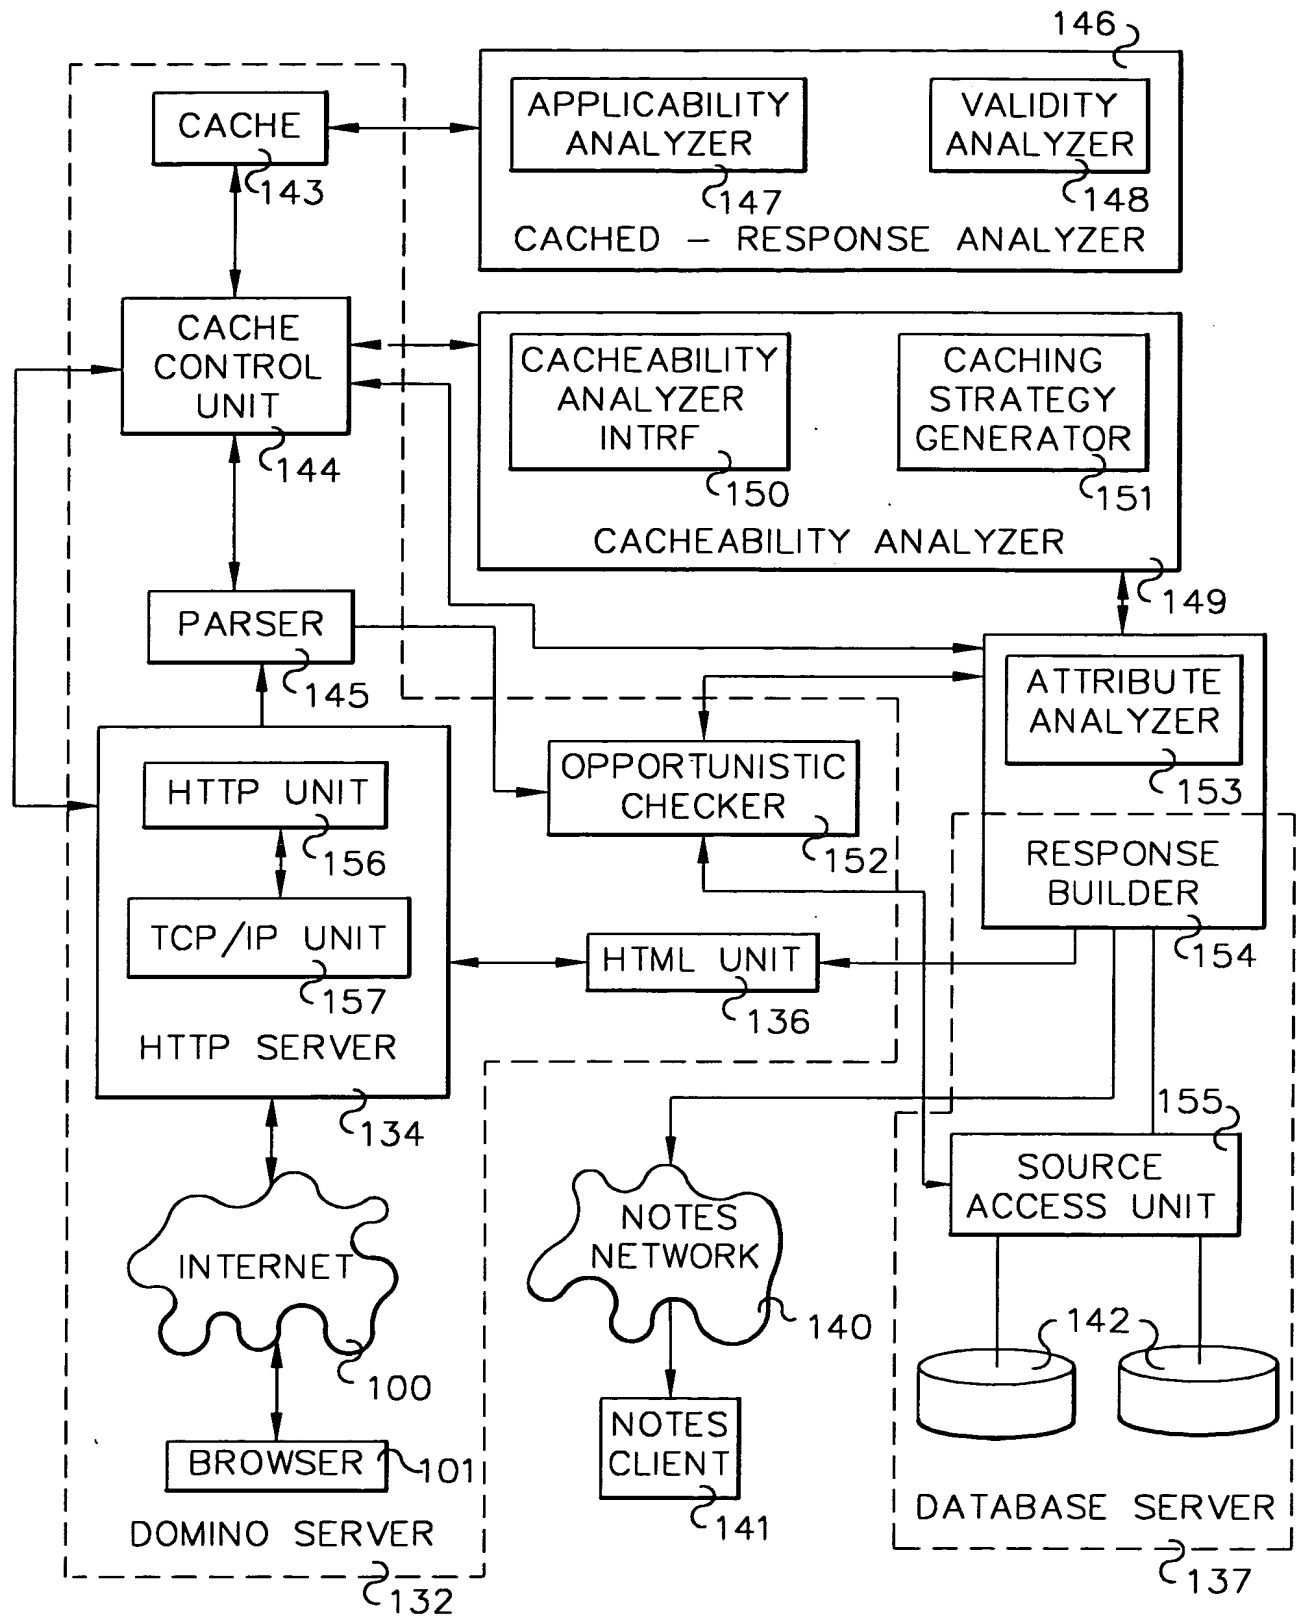 146
CACHE
143
APPLICABILITY
ANALYZER
147
VALIDITY
ANALYZER
148
CACHED – RESPONSE ANALYZER
CACHE
CONTROL
UNIT
144
CACHEABILITY
ANALYZER
INTRF
150
CACHING
STRATEGY
GENERATOR
151
CACHEABILITY ANALYZER
149
PARSER
145
ATTRIBUTE
ANALYZER
153
OPPORTUNISTIC
CHECKER
152
HTTP UNIT
156
RESPONSE
BUILDER
154
TCP/IP UNIT
157
HTTP SERVER
134
HTML UNIT
136
155
SOURCE
ACCESS UNIT
INTERNET
100
NOTES
NETWORK
140
142
BROWSER
101
NOTES
CLIENT
141
DOMINO SERVER
132
DATABASE SERVER
137